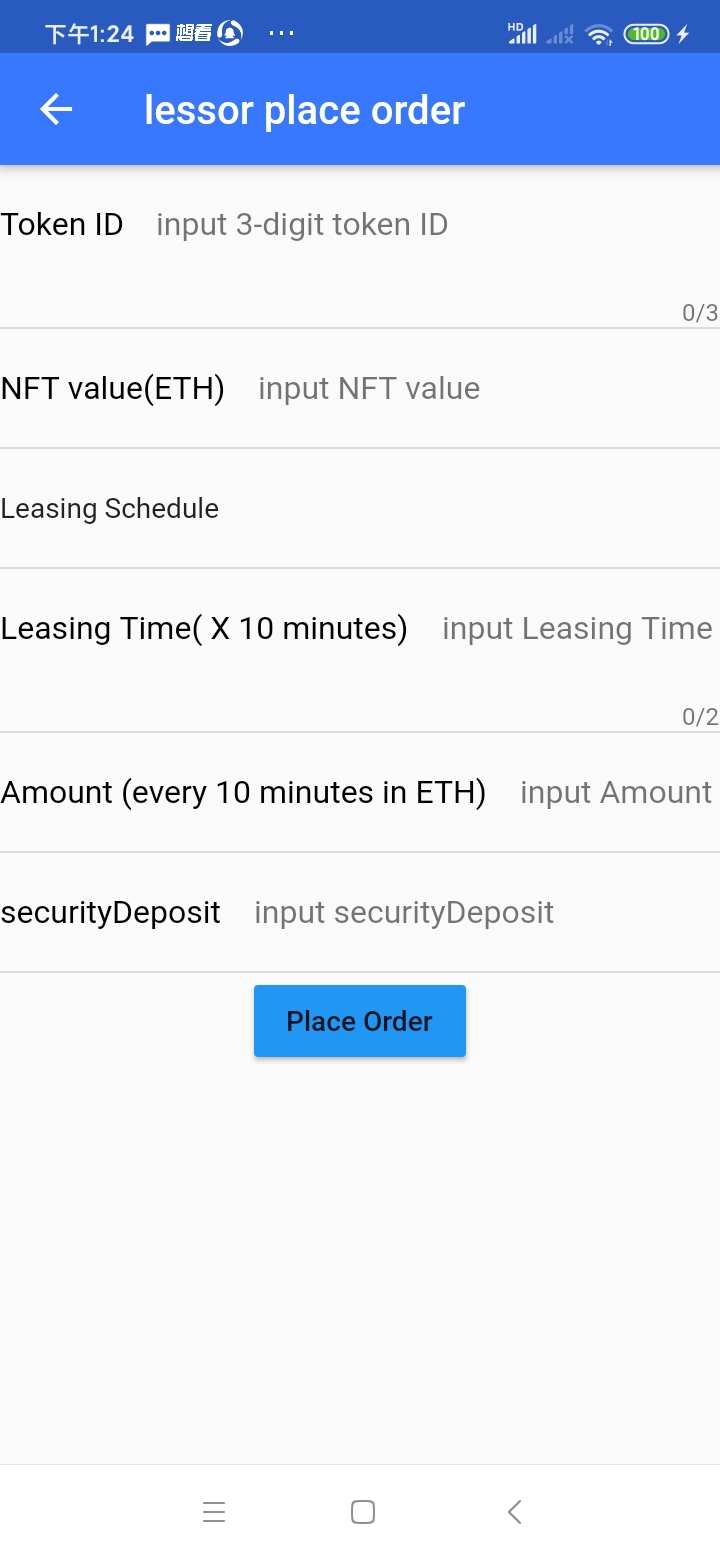 下午1:24 想看 ... HD 100
lessor place order
Token ID input 3-digit token ID
0/3
NFT value(ETH) input NFT value
Leasing Schedule
Leasing Time( X 10 minutes) input Leasing Time
0/2
Amount (every 10 minutes in ETH) input Amount
securityDeposit input securityDeposit
Place Order